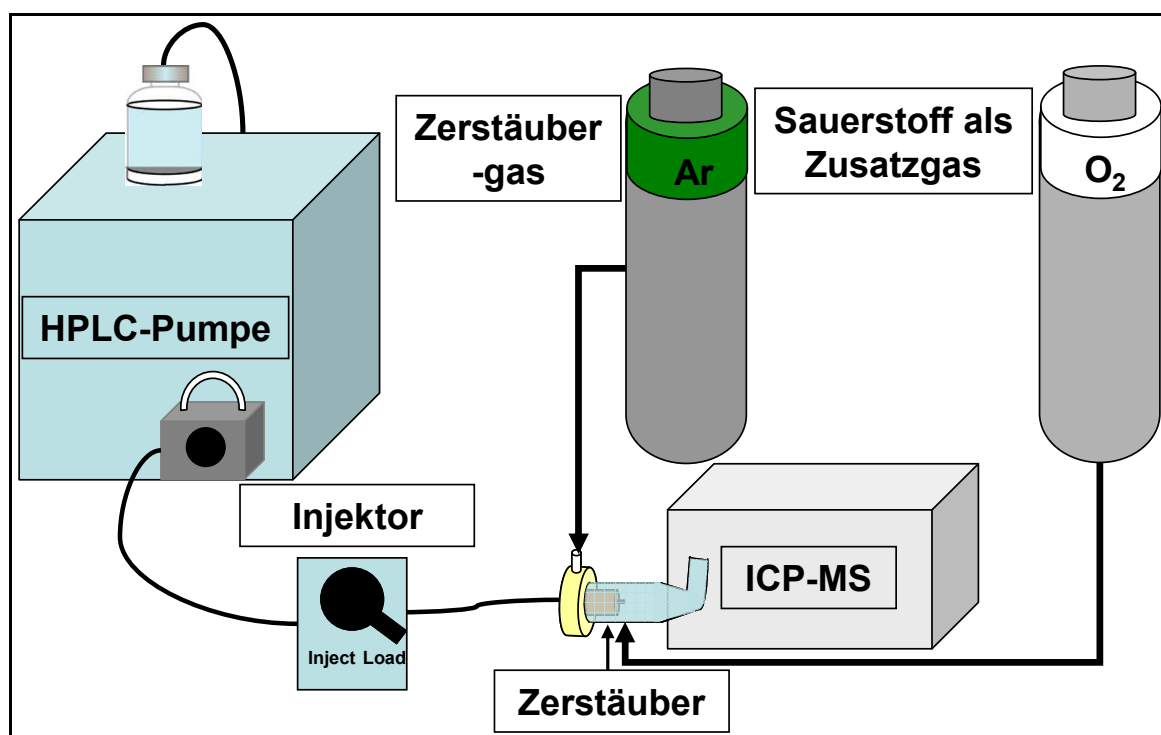 Zerstäuber
-gas
Ar
Sauerstoff als
Zusatzgas
O₂
HPLC-Pumpe
Injektor
ICP-MS
Inject Load
Zerstäuber